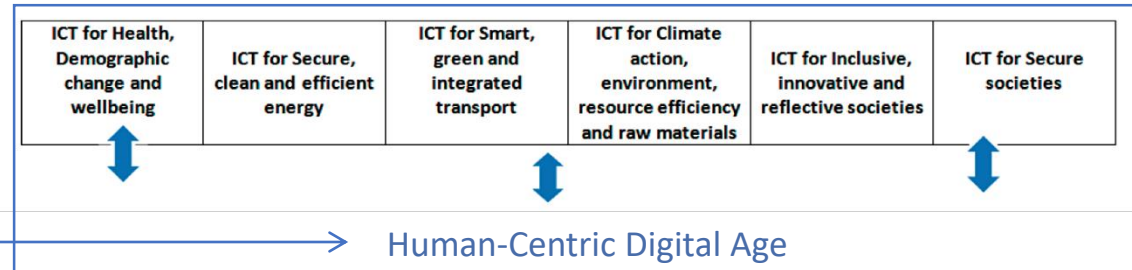 ICT for Health,
Demographic
change and
wellbeing
ICT for Secure,
clean and efficient
energy
ICT for Smart,
green and
integrated
transport
ICT for Climate
action,
environment,
resource efficiency
and raw materials
ICT for Inclusive,
innovative and
reflective societies
ICT for Secure
societies
Human-Centric Digital Age